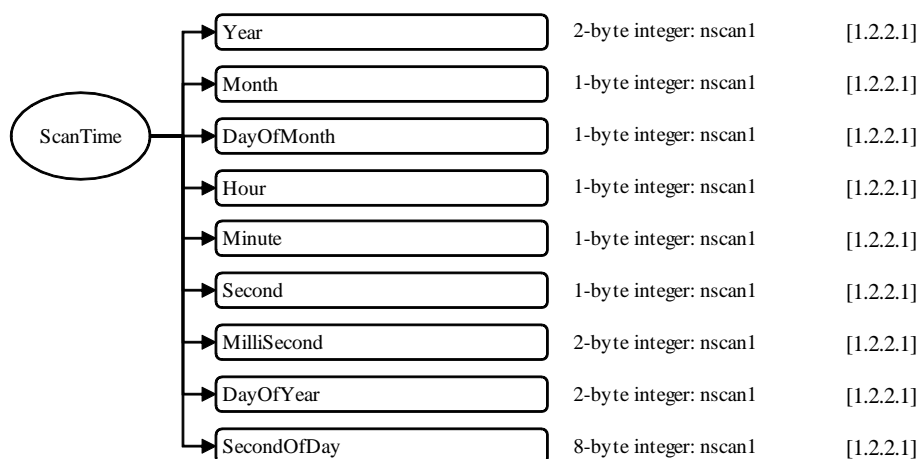 Year 2-byte integer: nscan1 [1.2.2.1]
Month 1-byte integer: nscan1 [1.2.2.1]
ScanTime DayOfMonth 1-byte integer: nscan1 [1.2.2.1]
Hour 1-byte integer: nscan1 [1.2.2.1]
Minute 1-byte integer: nscan1 [1.2.2.1]
Second 1-byte integer: nscan1 [1.2.2.1]
MilliSecond 2-byte integer: nscan1 [1.2.2.1]
DayOfYear 2-byte integer: nscan1 [1.2.2.1]
SecondOfDay 8-byte integer: nscan1 [1.2.2.1]